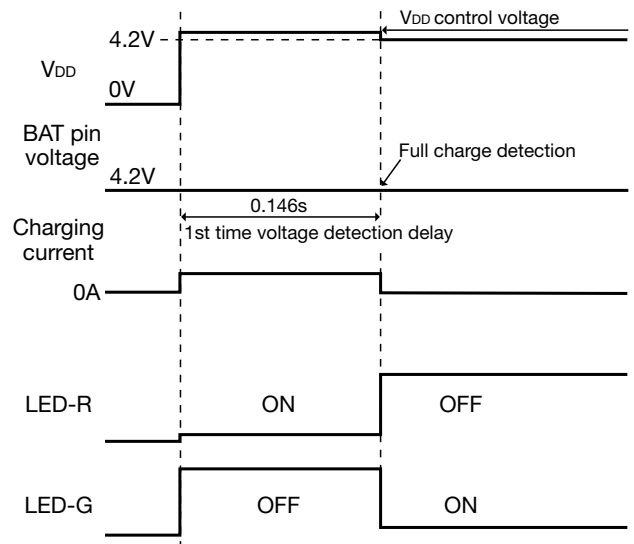 VDD control voltage
4.2V
VDD
0V
BAT pin
voltage
Full charge detection
4.2V
0.146s
1st time voltage detection delay
Charging
current
0A
LED-R
ON
OFF
LED-G
OFF
ON